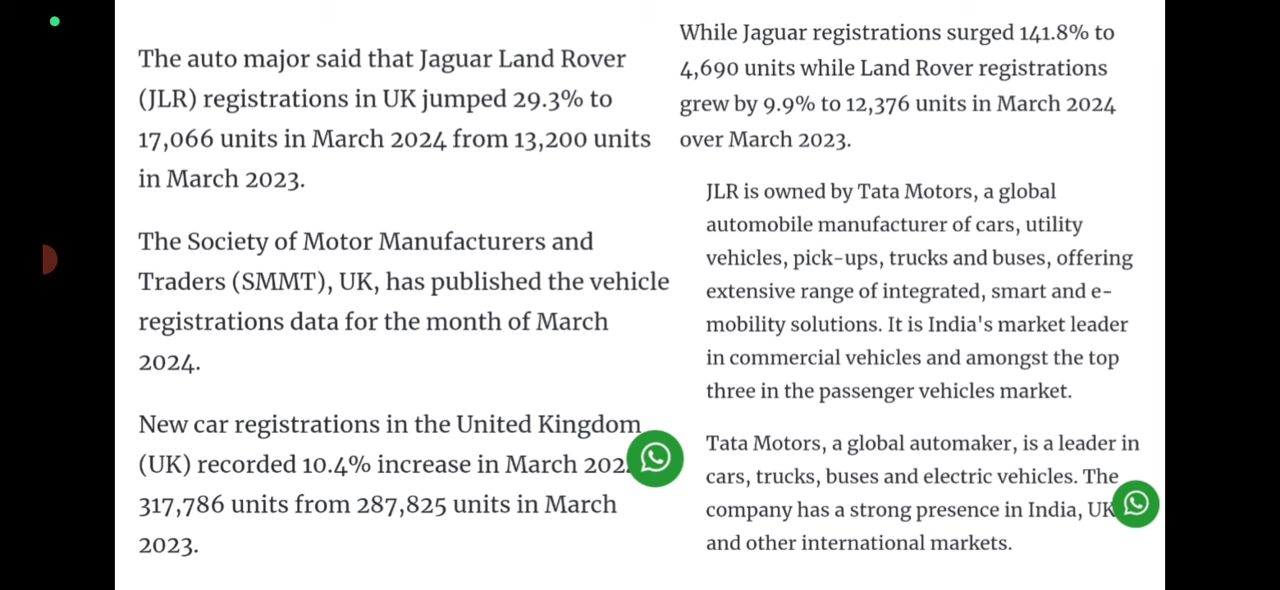 The auto major said that Jaguar Land Rover
(JLR) registrations in UK jumped 29.3% to
17,066 units in March 2024 from 13,200 units
in March 2023.
The Society of Motor Manufacturers and
Traders (SMMT), UK, has published the vehicle
registrations data for the month of March
2024.
New car registrations in the United Kingdom
(UK) recorded 10.4% increase in March
317,786 units from 287,825 units in March
2023.
While Jaguar registrations surged 141.8% to
4,690 units while Land Rover registrations
grew by 9.9% to 12,376 units in March 2024
over March 2023.
JLR is owned by Tata Motors, a global
automobile manufacturer of cars, utility
vehicles, pick-ups, trucks and buses, offering
extensive range of integrated, smart and e-
mobility solutions. It is India's market leader
in commercial vehicles and amongst the top
three in the passenger vehicles market.
Tata Motors, a global automaker, is a leader in
cars, trucks, buses and electric vehicles. The
company has a strong presence in India, UK
and other international markets.